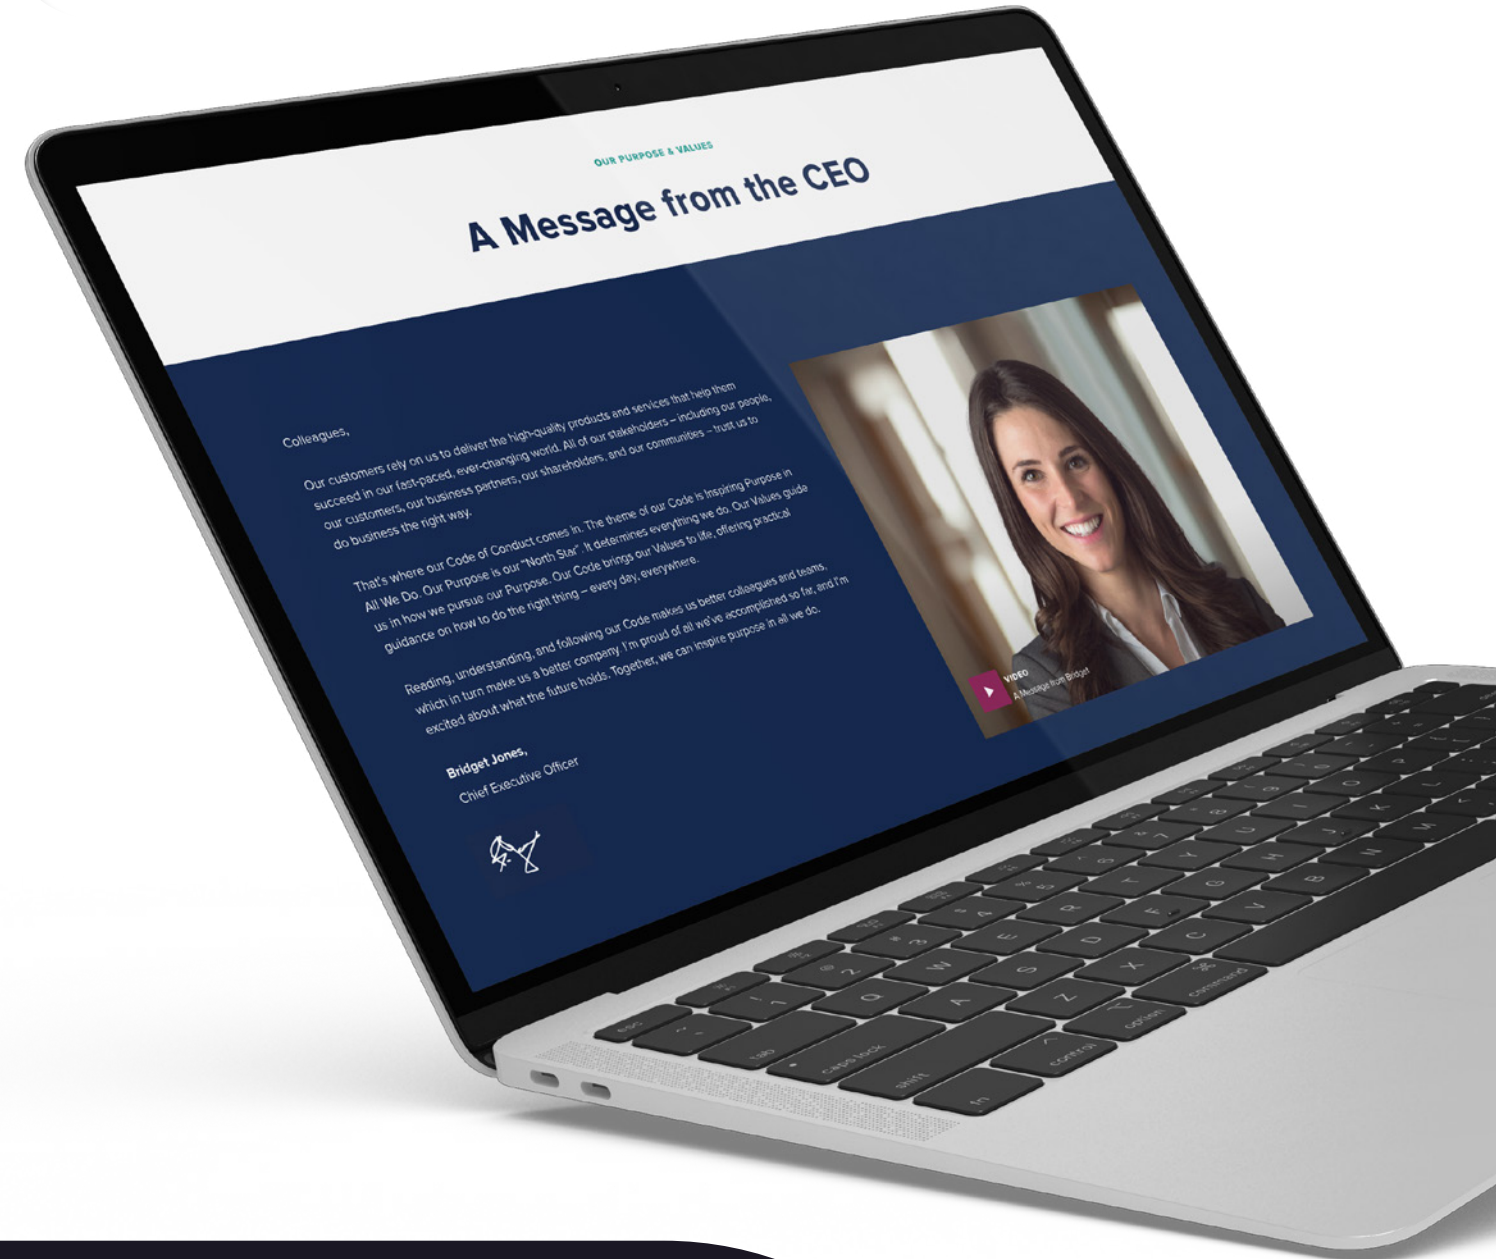 OUR PURPOSE & VALUES
A Message from the CEO
Colleagues,
Our customers rely on us to deliver the high-quality products and services that help them
succeed in our fast-paced, ever-changing world. All of our stakeholders – including our people,
our customers, our business partners, our shareholders, and our communities – trust us to
do business the right way.
That's where our Code of Conduct comes in. The theme of our Code is Inspiring Purpose in
All We Do. Our Purpose is our "North Star". It determines everything we do. Our Values guide
us in how we pursue our Purpose. Our Code brings our Values to life, offering practical
guidance on how to do the right thing – every day, everywhere.
Reading, understanding, and following our Code makes us better colleagues and teams,
which in turn make us a better company. I'm proud of all we've accomplished so far, and I'm
excited about what the future holds. Together, we can inspire purpose in all we do.
Bridget Jones,
Chief Executive Officer
VIDEO
A Message from Bridget
esc
tab
Q W E R T Y U I O P
caps lock
A S D F G H J K L
shift
Z X C V B N M
fn
control
option
command